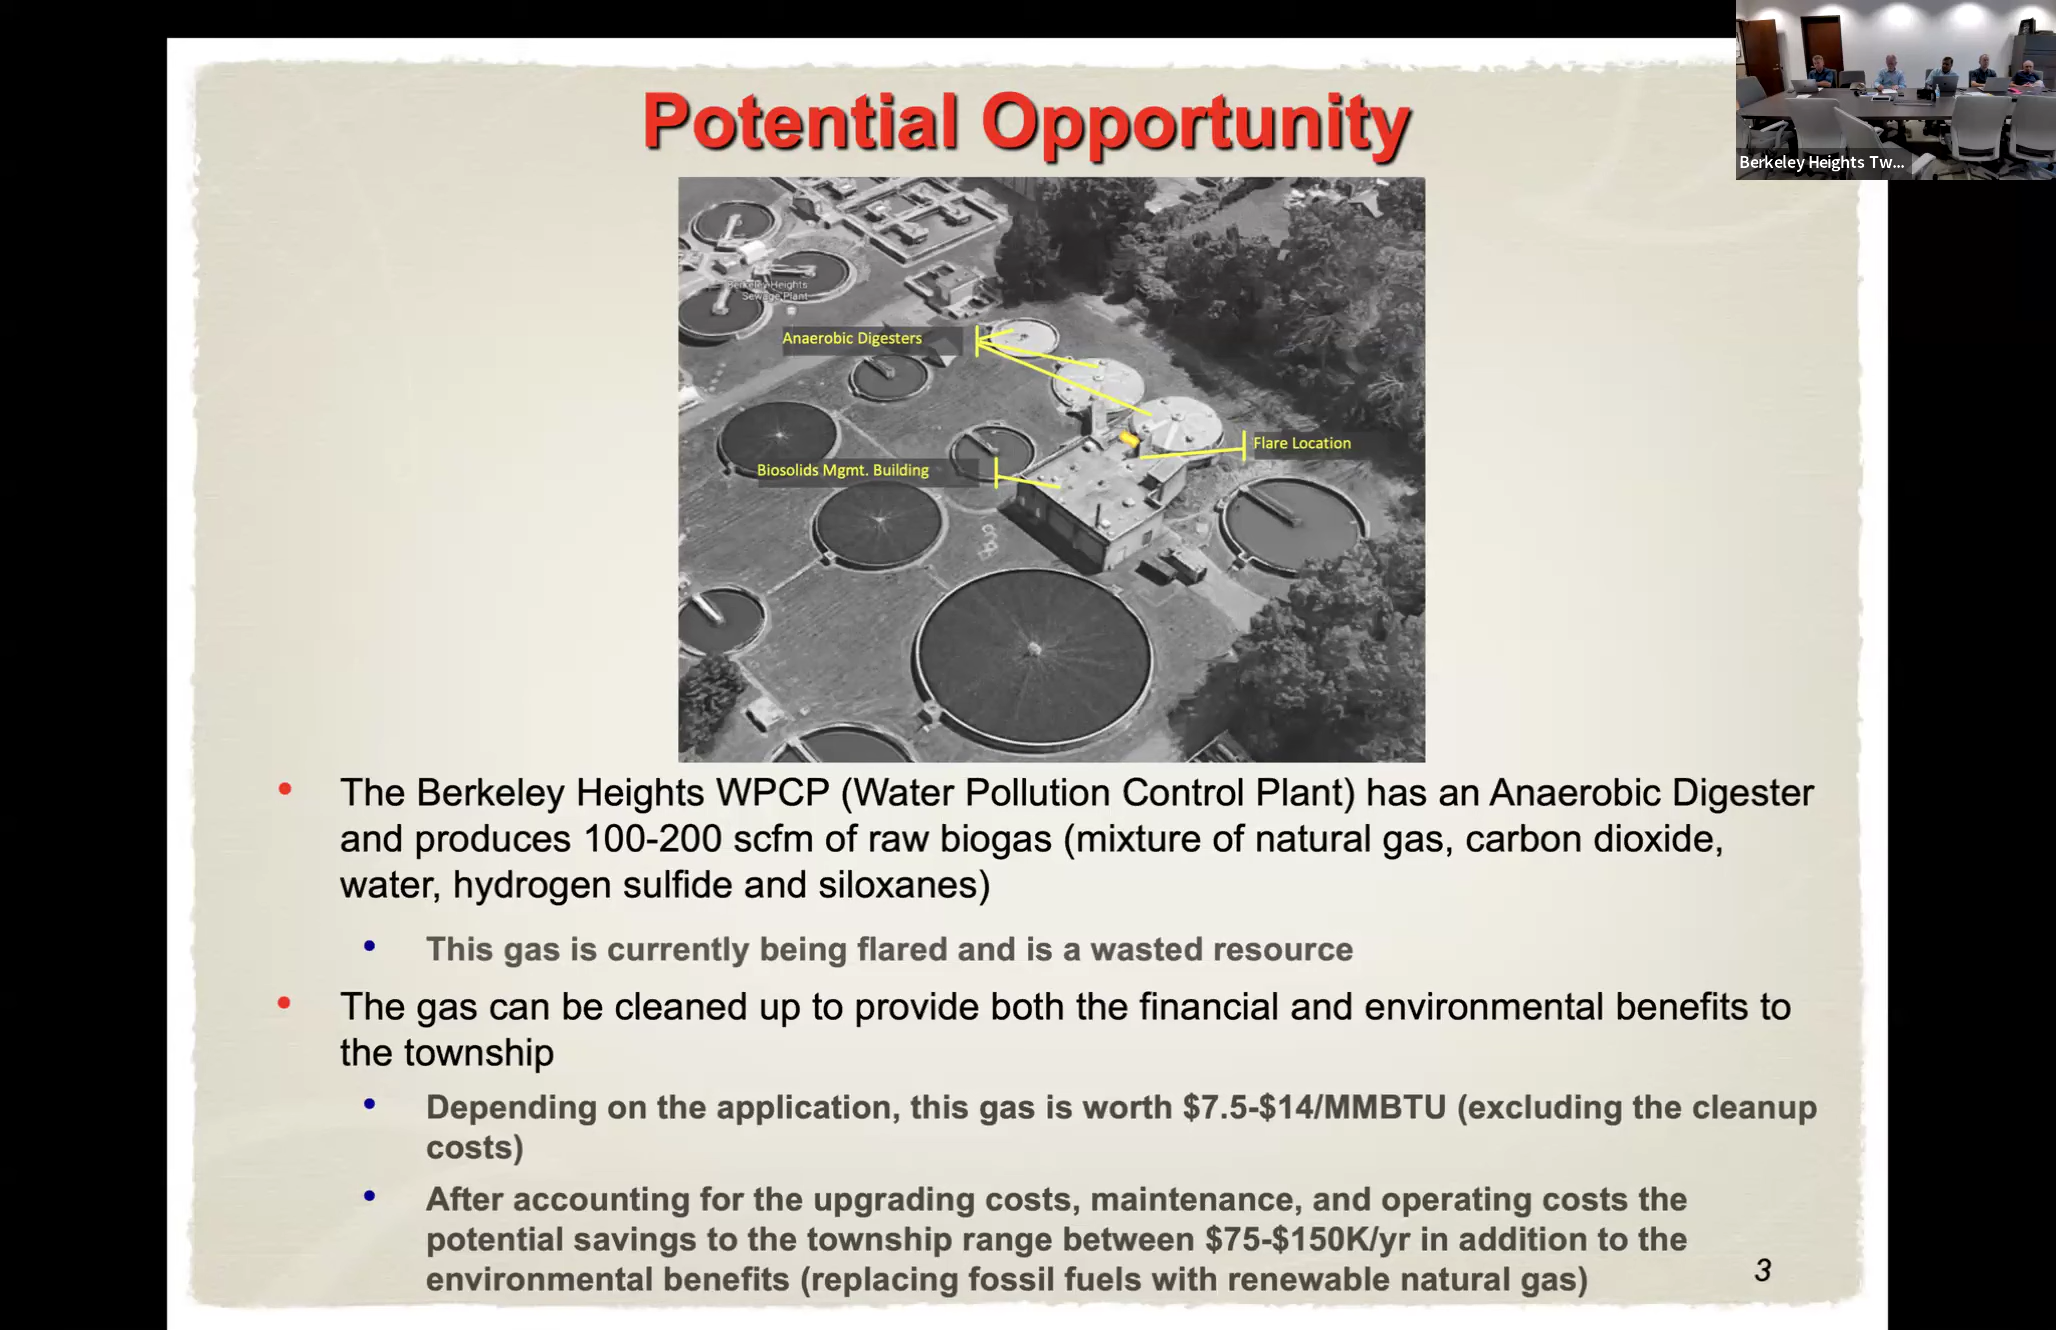 Potential Opportunity
Berkeley Heights Tw...
Berkeley Heights
Sewage Plant
Anaerobic Digesters
Flare Location
Biosolids Mgmt. Building
• The Berkeley Heights WPCP (Water Pollution Control Plant) has an Anaerobic Digester
and produces 100-200 scfm of raw biogas (mixture of natural gas, carbon dioxide,
water, hydrogen sulfide and siloxanes)
• This gas is currently being flared and is a wasted resource
• The gas can be cleaned up to provide both the financial and environmental benefits to
the township
• Depending on the application, this gas is worth $7.5-$14/MMBTU (excluding the cleanup
costs)
• After accounting for the upgrading costs, maintenance, and operating costs the
potential savings to the township range between $75-$150K/yr in addition to the
environmental benefits (replacing fossil fuels with renewable natural gas)
3